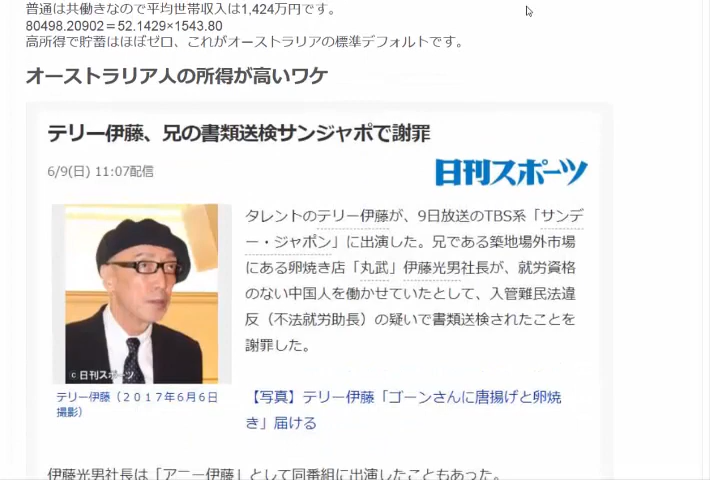 普通は共働きなので平均世帯収入は1,424万円です。
80498.20902＝52.1429×1543.80
高所得で貯蓄はほぼゼロ、これがオーストラリアの標準デフォルトです。
オーストラリア人の所得が高いワケ
テリー伊藤、兄の書類送検サンジャポで謝罪
6/9(日) 11:07配信
日刊スポーツ
タレントのテリー伊藤が、9日放送のTBS系「サンデ
ー・ジャポン」に出演した。兄である築地場外市場
にある卵焼き店「丸武」伊藤光男社長が、就労資格
のない中国人を働かせていたとして、入管難民法違
反（不法就労助長）の疑いで書類送検されたことを
謝罪した。
c 日刊スポーツ
テリー伊藤（２０１７年６月６日
撮影）
【写真】テリー伊藤「ゴーンさんに唐揚げと卵焼
き」届ける
伊藤光男社長は「アニー伊藤」として同番組に出演したこともあった。